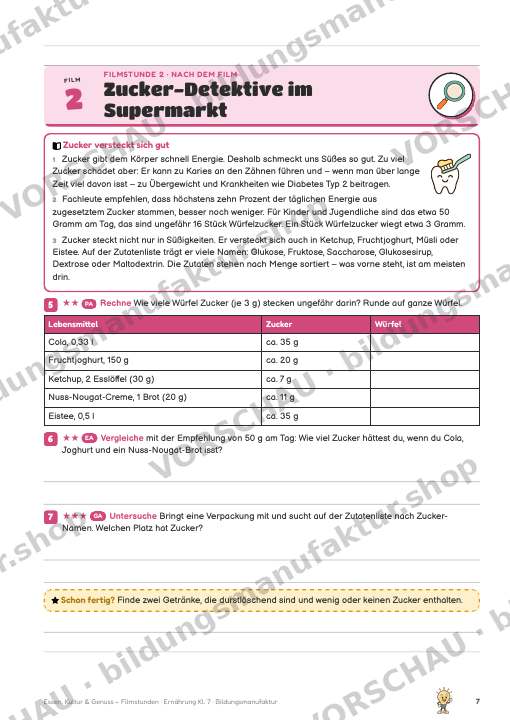 FILM
2
FILMSTUNDE 2 · NACH DEM FILM
Zucker-Detektive im
Supermarkt
Zucker versteckt sich gut
1 Zucker gibt dem Körper schnell Energie. Deshalb schmeckt uns Süßes so gut. Zu viel
Zucker schadet aber: Er kann zu Karies an den Zähnen führen und – wenn man über lange
Zeit viel davon isst – zu Übergewicht und Krankheiten wie Diabetes Typ 2 beitragen.
2 Fachleute empfehlen, dass höchstens zehn Prozent der täglichen Energie aus
zugesetztem Zucker stammen, besser noch weniger. Für Kinder und Jugendliche sind das etwa 50
Gramm am Tag, das sind ungefähr 16 Stück Würfelzucker. Ein Stück Würfelzucker wiegt etwa 3 Gramm.
3 Zucker steckt nicht nur in Süßigkeiten. Er versteckt sich auch in Ketchup, Fruchtjoghurt, Müsli oder
Eistee. Auf der Zutatenliste trägt er viele Namen: Glukose, Fruktose, Saccharose, Glukosesirup,
Dextrose oder Maltodextrin. Die Zutaten stehen nach Menge sortiert – was vorne steht, ist am meisten
drin.
5 ★★ PA Rechne Wie viele Würfel Zucker (je 3 g) stecken ungefähr darin? Runde auf ganze Würfel.
Lebensmittel Zucker Würfel
Cola, 0,33 l ca. 35 g
Fruchtjoghurt, 150 g ca. 20 g
Ketchup, 2 Esslöffel (30 g) ca. 7 g
Nuss-Nougat-Creme, 1 Brot (20 g) ca. 11 g
Eistee, 0,5 l ca. 35 g
6 ★★ EA Vergleiche mit der Empfehlung von 50 g am Tag: Wie viel Zucker hättest du, wenn du Cola,
Joghurt und ein Nuss-Nougat-Brot isst?
7 ★★★ GA Untersuche Bringt eine Verpackung mit und sucht auf der Zutatenliste nach Zucker-
Namen. Welchen Platz hat Zucker?
★ Schon fertig? Finde zwei Getränke, die durstlöschend sind und wenig oder keinen Zucker enthalten.
Essen, Kultur & Genuss – Filmstunden · Ernährung Kl. 7 · Bildungsmanufaktur
7
VORSCHAU · bildungsmanufaktur.shop